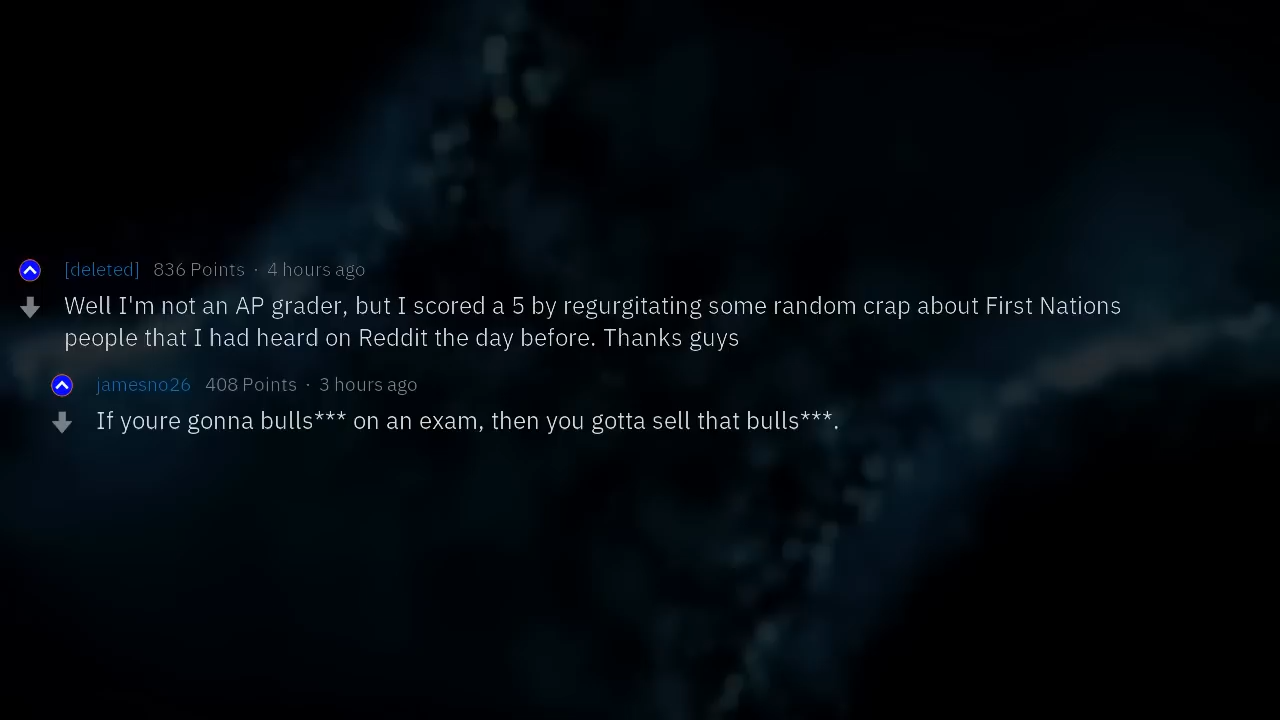 [deleted] 836 Points · 4 hours ago
Well I'm not an AP grader, but I scored a 5 by regurgitating some random crap about First Nations
people that I had heard on Reddit the day before. Thanks guys
jamesno26 408 Points · 3 hours ago
If youre gonna bulls*** on an exam, then you gotta sell that bulls***.